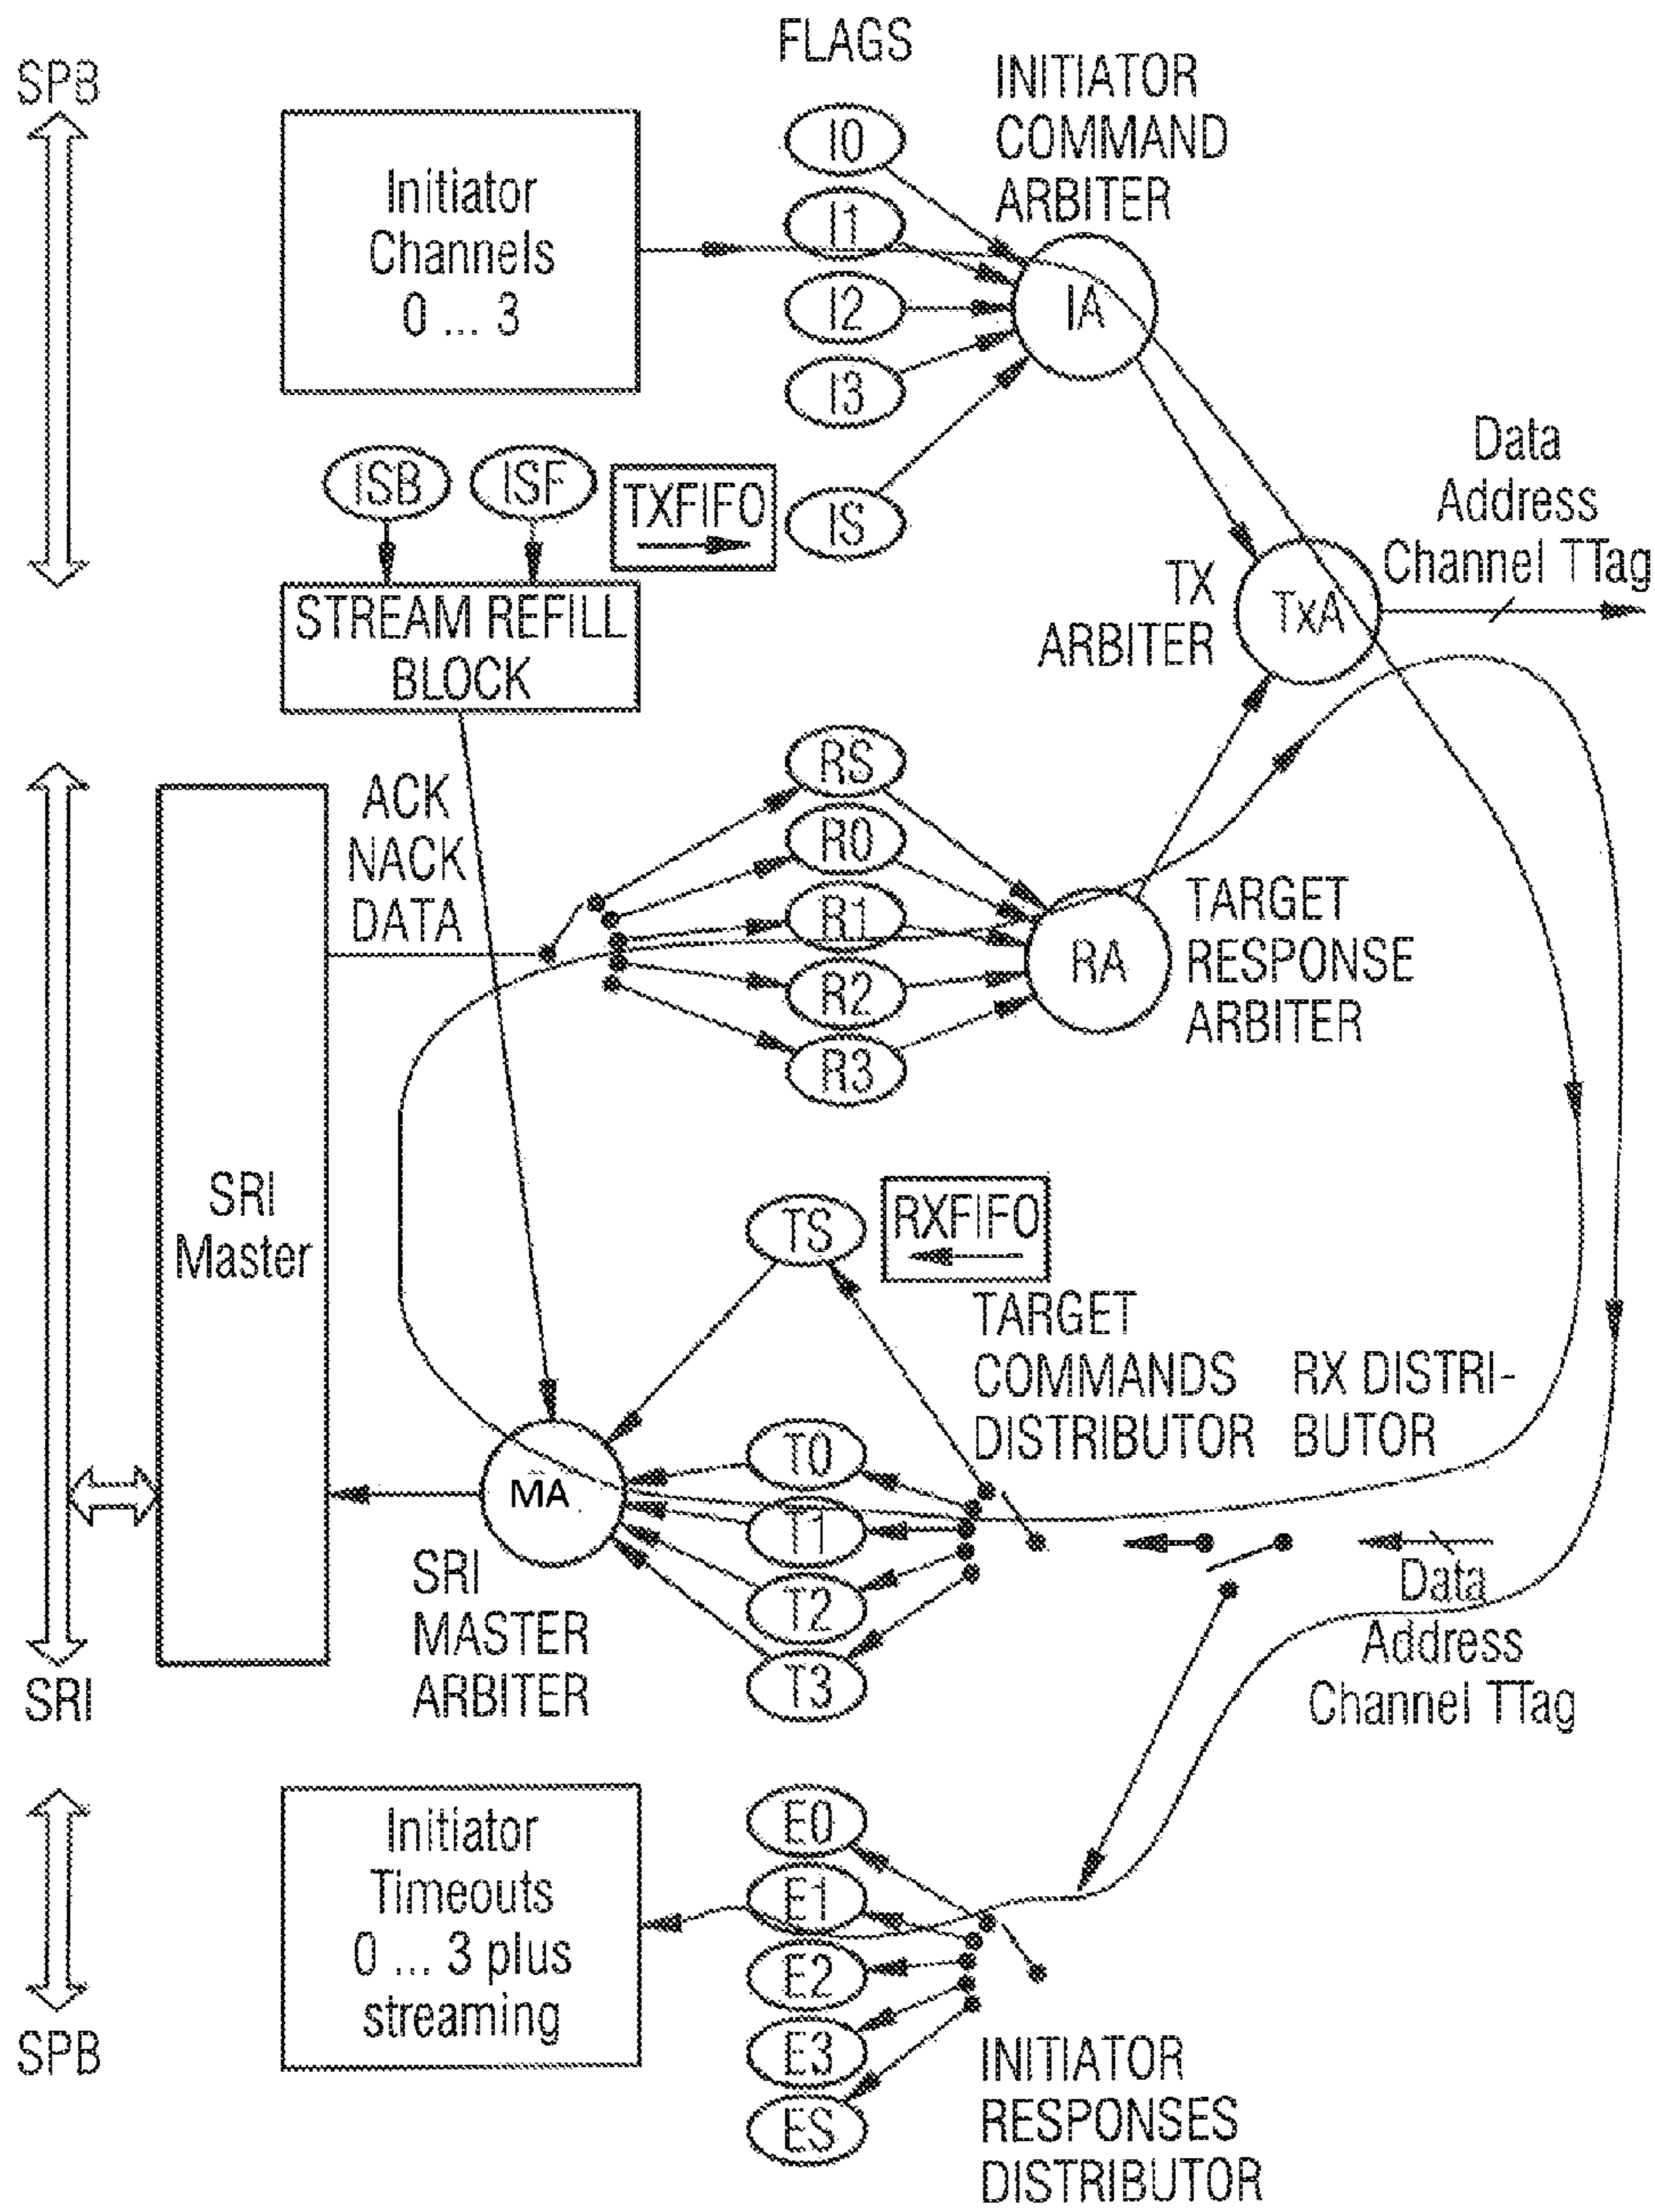 FLAGS
SPB
INITIATOR
COMMAND
ARBITER
I0
Initiator
Channels
0 ... 3
I1
I2
IA
I3
ISB
ISF
TXFIFO
IS
Data
Address
Channel TTag
STREAM REFILL
BLOCK
TX
ARBITER
TxA
RS
ACK
NACK
DATA
R0
R1
R2
R3
RA
TARGET
RESPONSE
ARBITER
SRI
Master
TS
RXFIFO
TARGET
COMMANDS
DISTRIBUTOR
RX DISTRI-
BUTOR
T0
MA
T1
T2
T3
SRI
MASTER
ARBITER
Data
Address
Channel TTag
SRI
Initiator
Timeouts
0 ... 3 plus
streaming
E0
E1
E2
E3
ES
SPB
INITIATOR
RESPONSES
DISTRIBUTOR